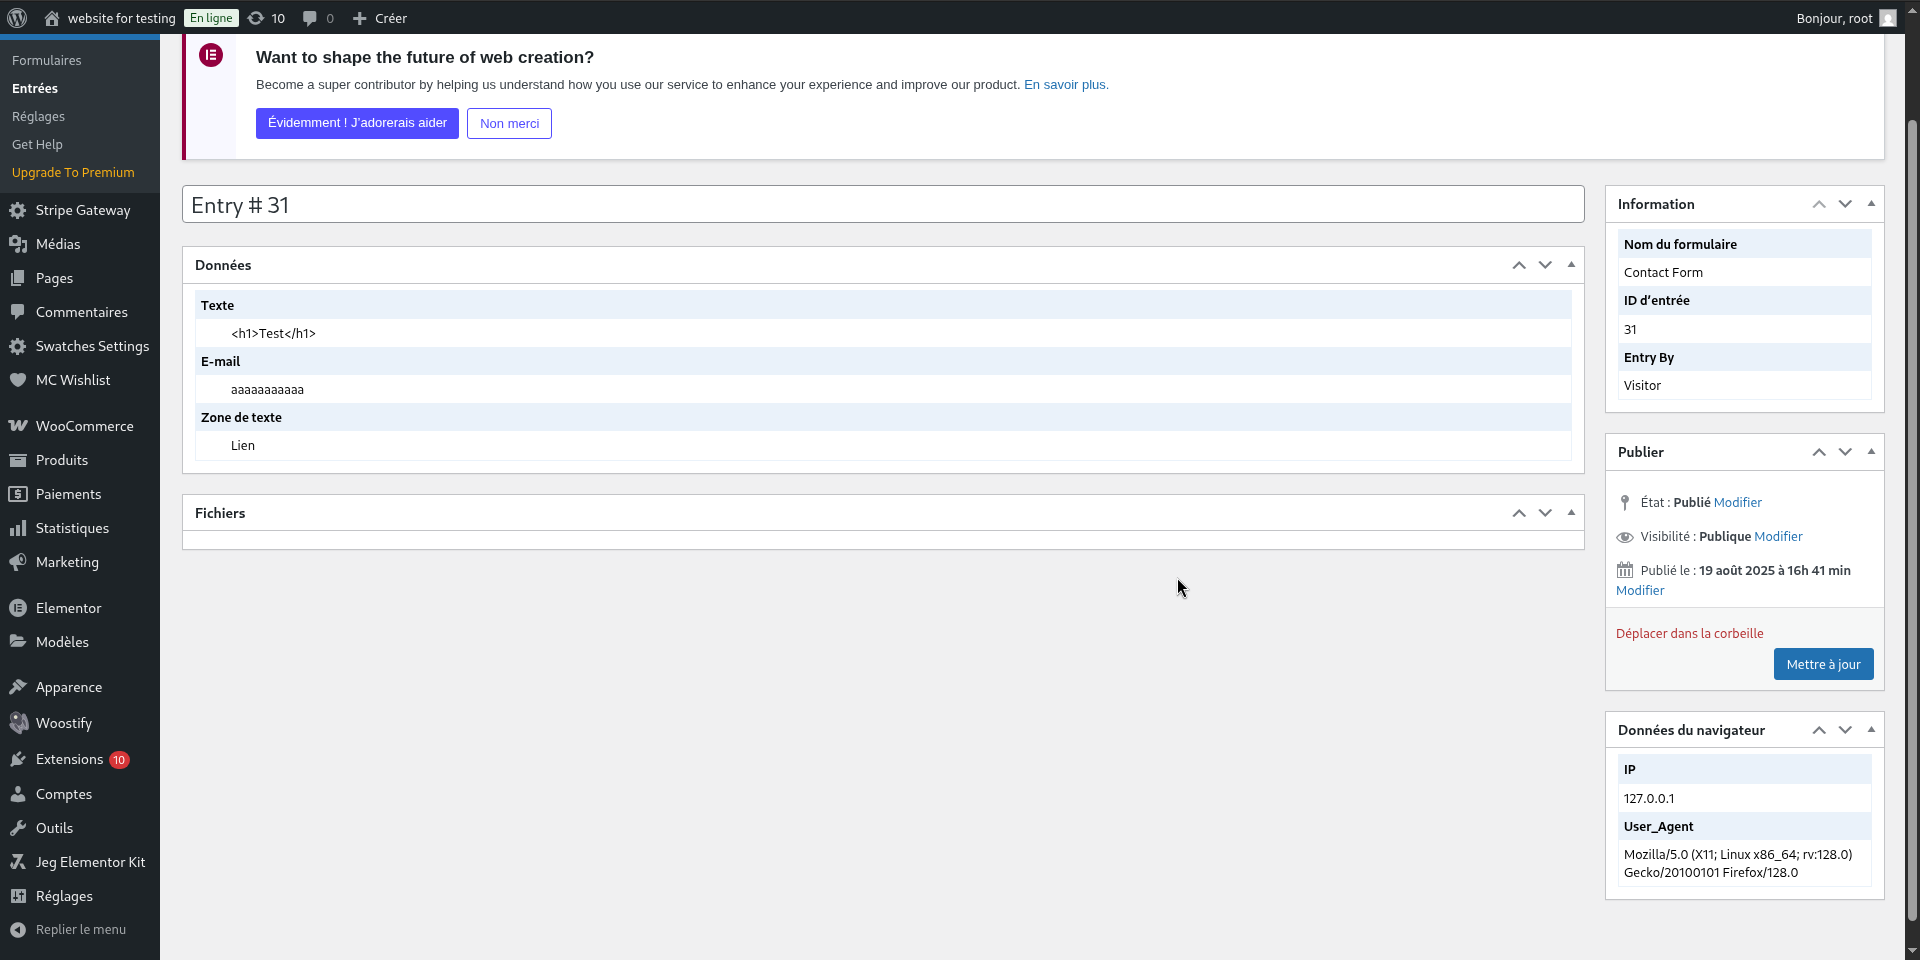 website for testing
En ligne
10
0
Créer
Bonjour, root
Formulaires
Entrées
Réglages
Get Help
Upgrade To Premium
Stripe Gateway
Médias
Pages
Commentaires
Swatches Settings
MC Wishlist
WooCommerce
Produits
Paiements
Statistiques
Marketing
Elementor
Modèles
Apparence
Woostify
Extensions 10
Comptes
Outils
Jeg Elementor Kit
Réglages
Replier le menu
Want to shape the future of web creation?
Become a super contributor by helping us understand how you use our service to enhance your experience and improve our product. En savoir plus.
Évidemment ! J'adorerais aider
Non merci
Entry # 31
Données
Texte
<h1>Test</h1>
E-mail
aaaaaaaaaaa
Zone de texte
Lien
Fichiers
Information
Nom du formulaire
Contact Form
ID d’entrée
31
Entry By
Visitor
Publier
État : Publié Modifier
Visibilité : Publique Modifier
Publié le : 19 août 2025 à 16h 41 min
Modifier
Déplacer dans la corbeille
Mettre à jour
Données du navigateur
IP
127.0.0.1
User_Agent
Mozilla/5.0 (X11; Linux x86_64; rv:128.0)
Gecko/20100101 Firefox/128.0